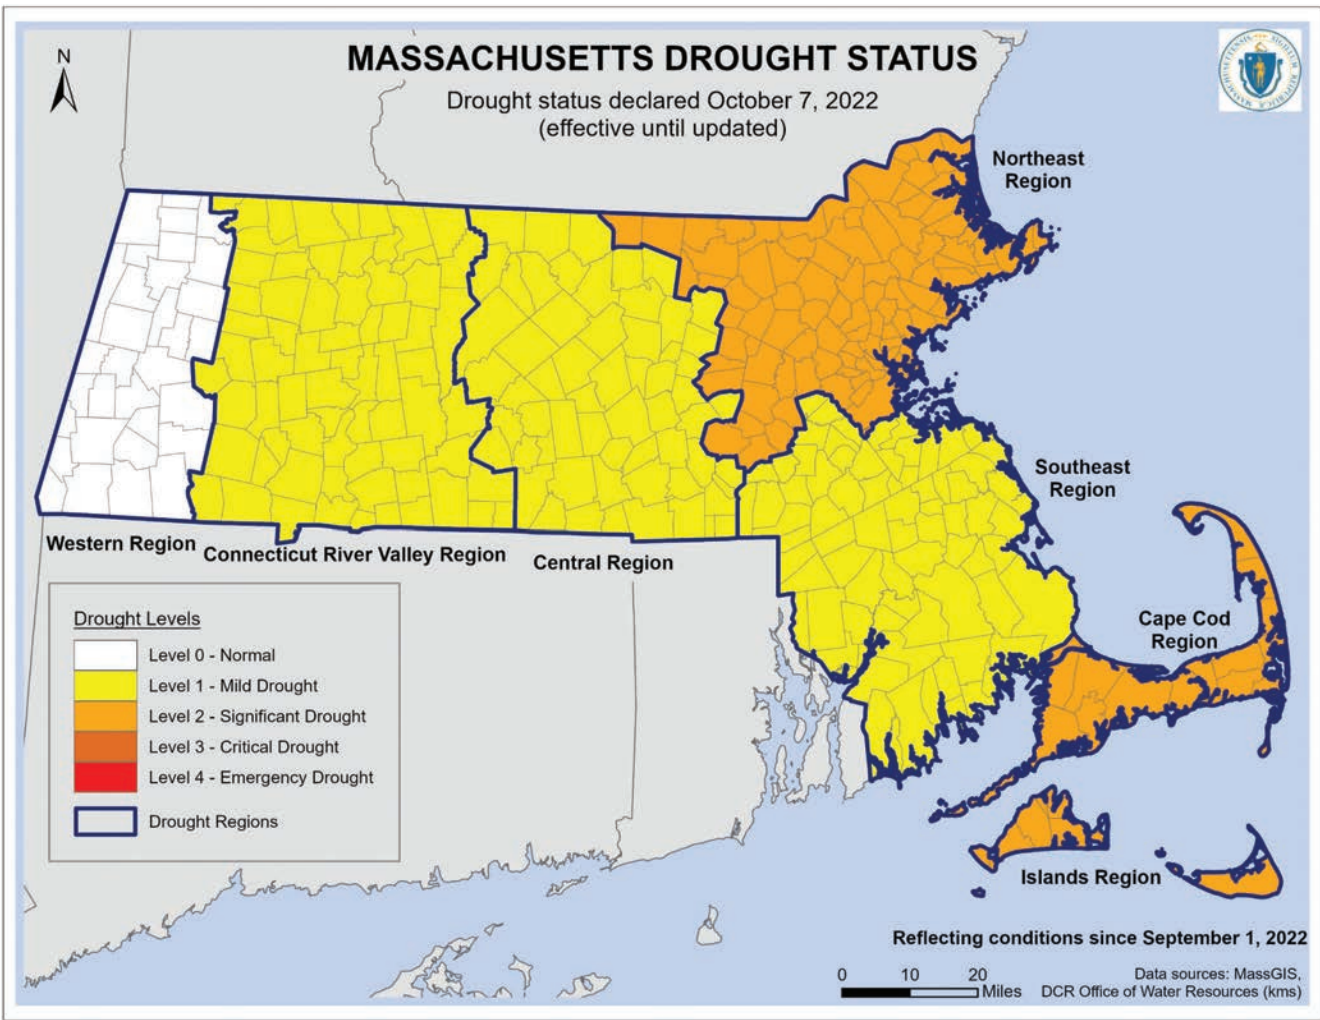 MASSACHUSETTS DROUGHT STATUS
Drought status declared October 7, 2022
(effective until updated)
N
Northeast
Region
Southeast
Region
Western Region
Connecticut River Valley Region
Central Region
Cape Cod
Region
Drought Levels
Level 0 - Normal
Level 1 - Mild Drought
Level 2 - Significant Drought
Level 3 - Critical Drought
Level 4 - Emergency Drought
Drought Regions
Islands Region
Reflecting conditions since September 1, 2022
0 10 20
Miles
Data sources: MassGIS,
DCR Office of Water Resources (kms)